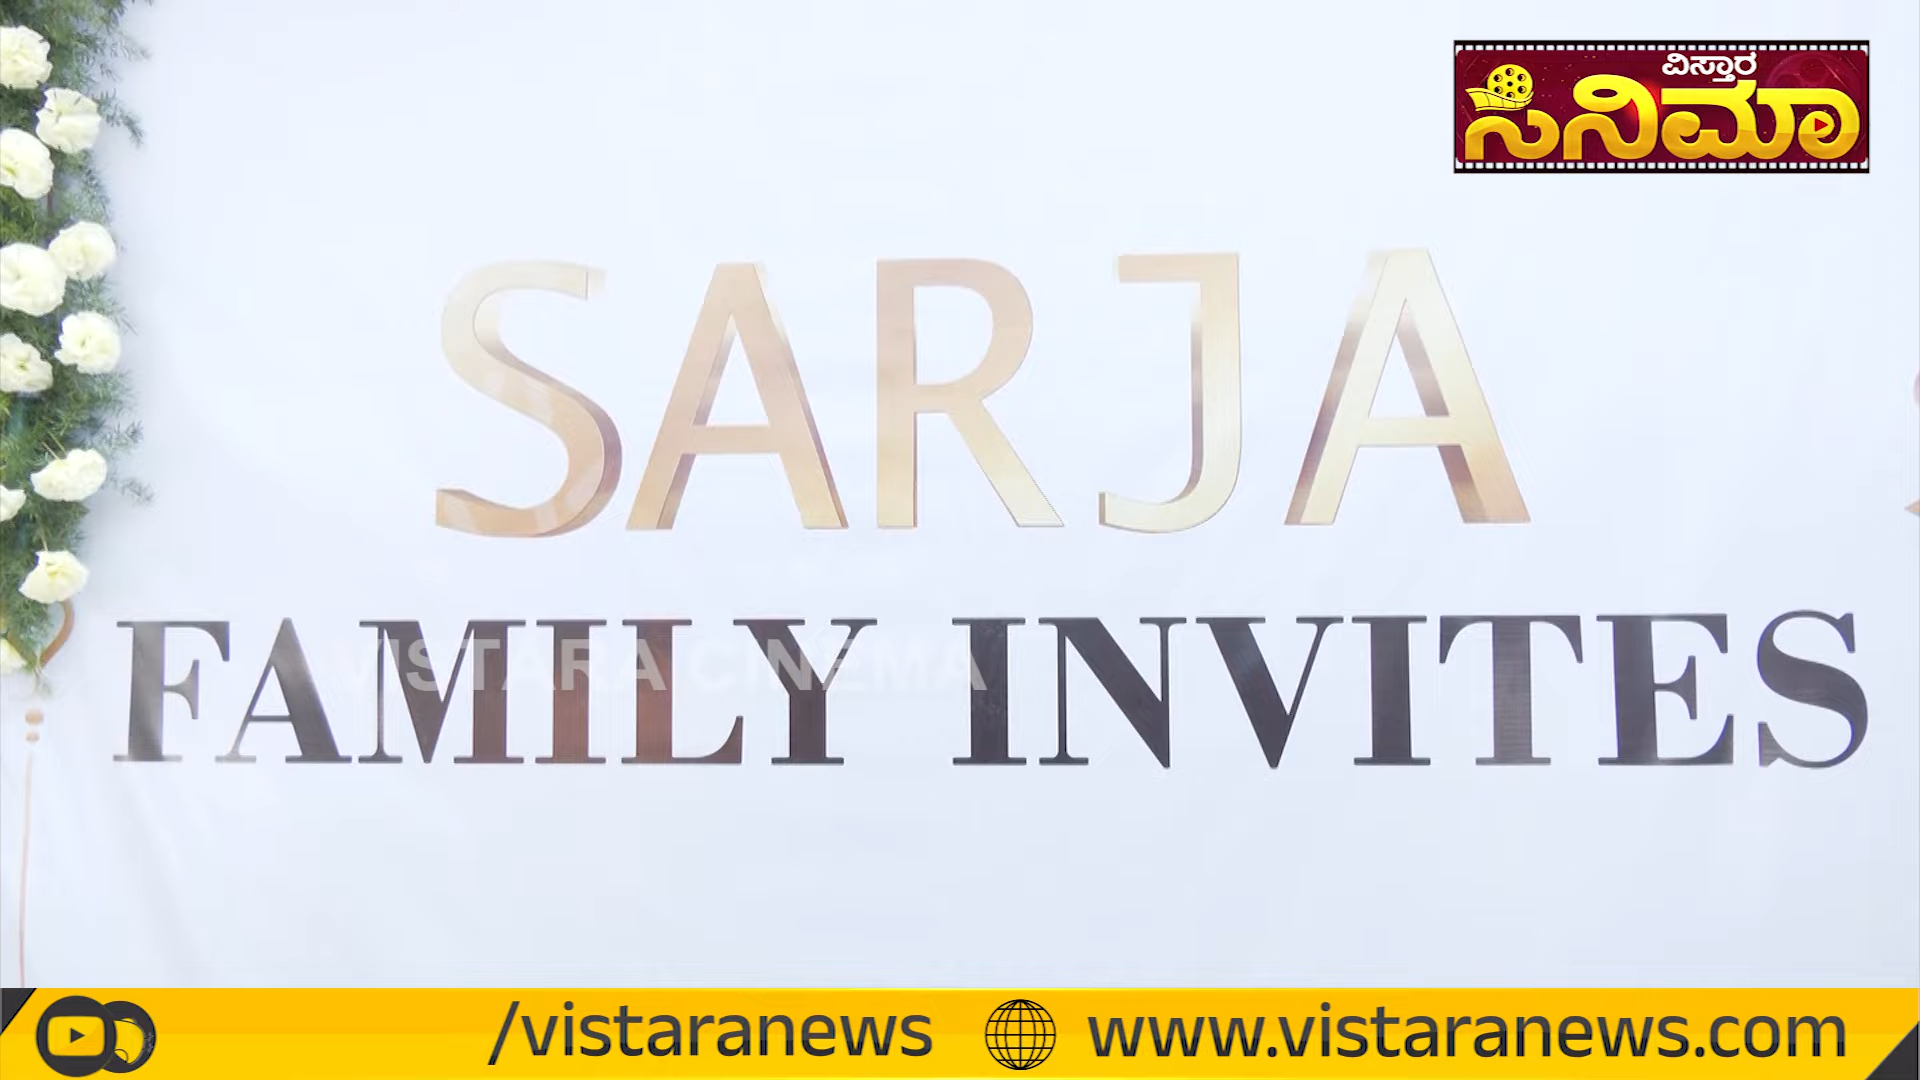 ವಿಸ್ತಾರ
ಸಿನಿಮಾ
SARJA
FAMILY INVITES
VISTARA CINEMA
/vistaranews
www.vistaranews.com